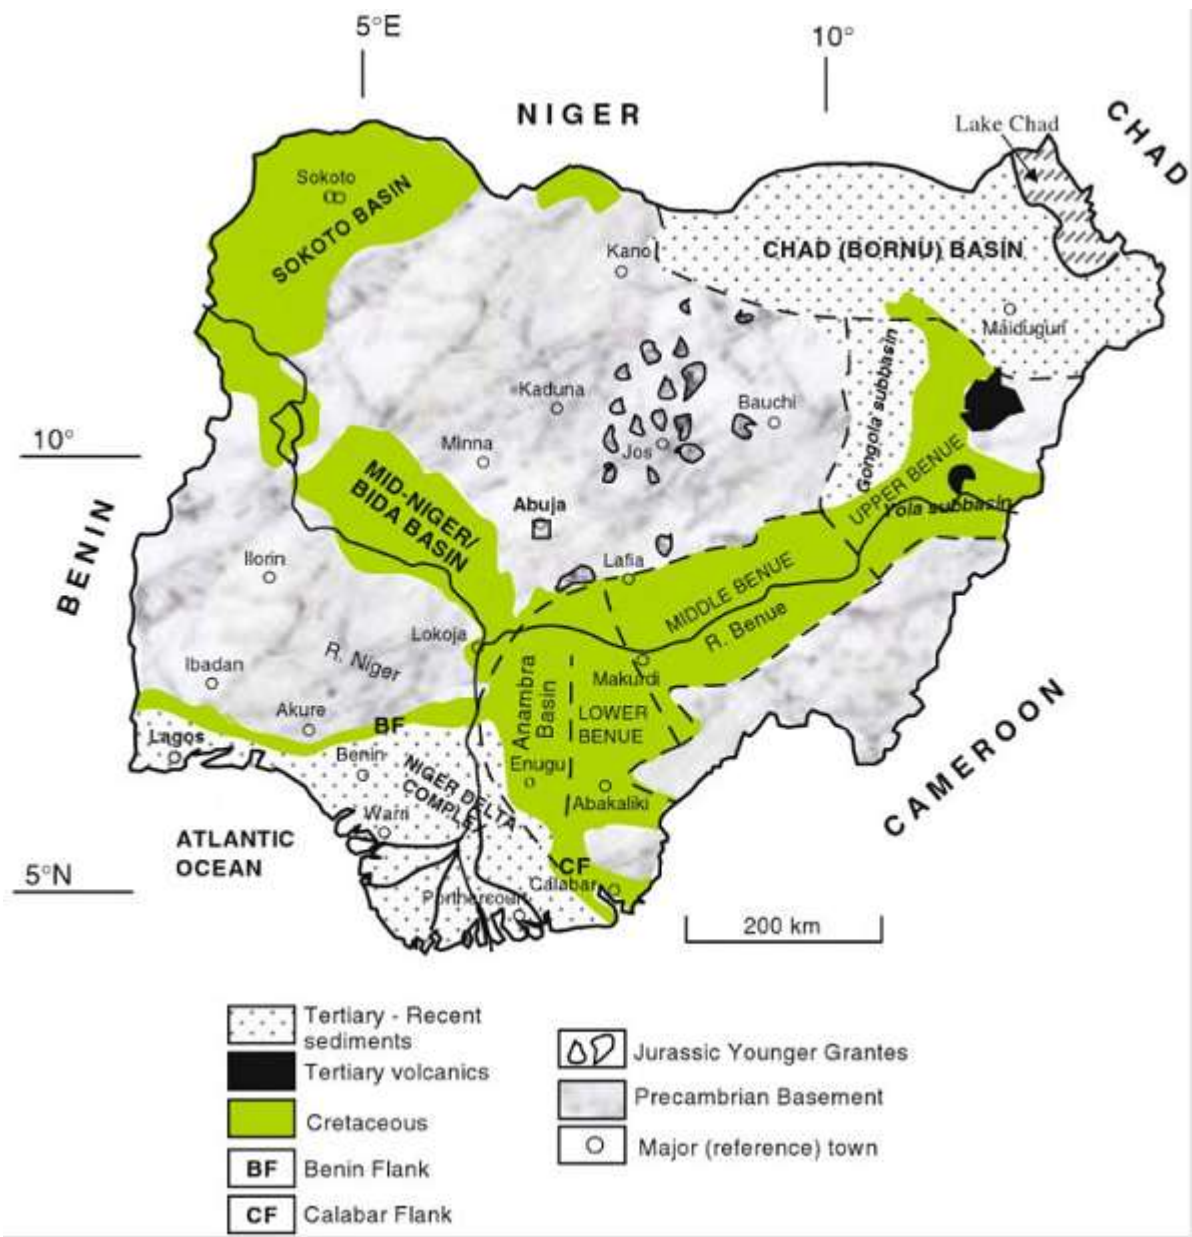 5°E
10°
NIGER
CHAD
Lake Chad
Sokoto
SOKOTO BASIN
Kano
CHAD (BORNU) BASIN
Maiduguri
Gongola subbasin
Kaduna
Bauchi
Jos
Minna
10°
MID-NIGER/
BIDA BASIN
Abuja
UPPER BENUE
Yola subbasin
BENIN
Ilorin
Lafia
MIDDLE BENUE
R. Benue
Lokoja
R. Niger
Ibadan
Makurdi
Anambra
Basin
LOWER
BENUE
Akure
BF
Lagos
Benin
NIGER DELTA
COMPLEX
Enugu
Abakaliki
Warri
CAMEROON
ATLANTIC
OCEAN
CF
Calabar
5°N
Porthercourt
200 km
Tertiary - Recent
sediments
Tertiary volcanics
Cretaceous
BF Benin Flank
CF Calabar Flank
Jurassic Younger Grantes
Precambrian Basement
Major (reference) town